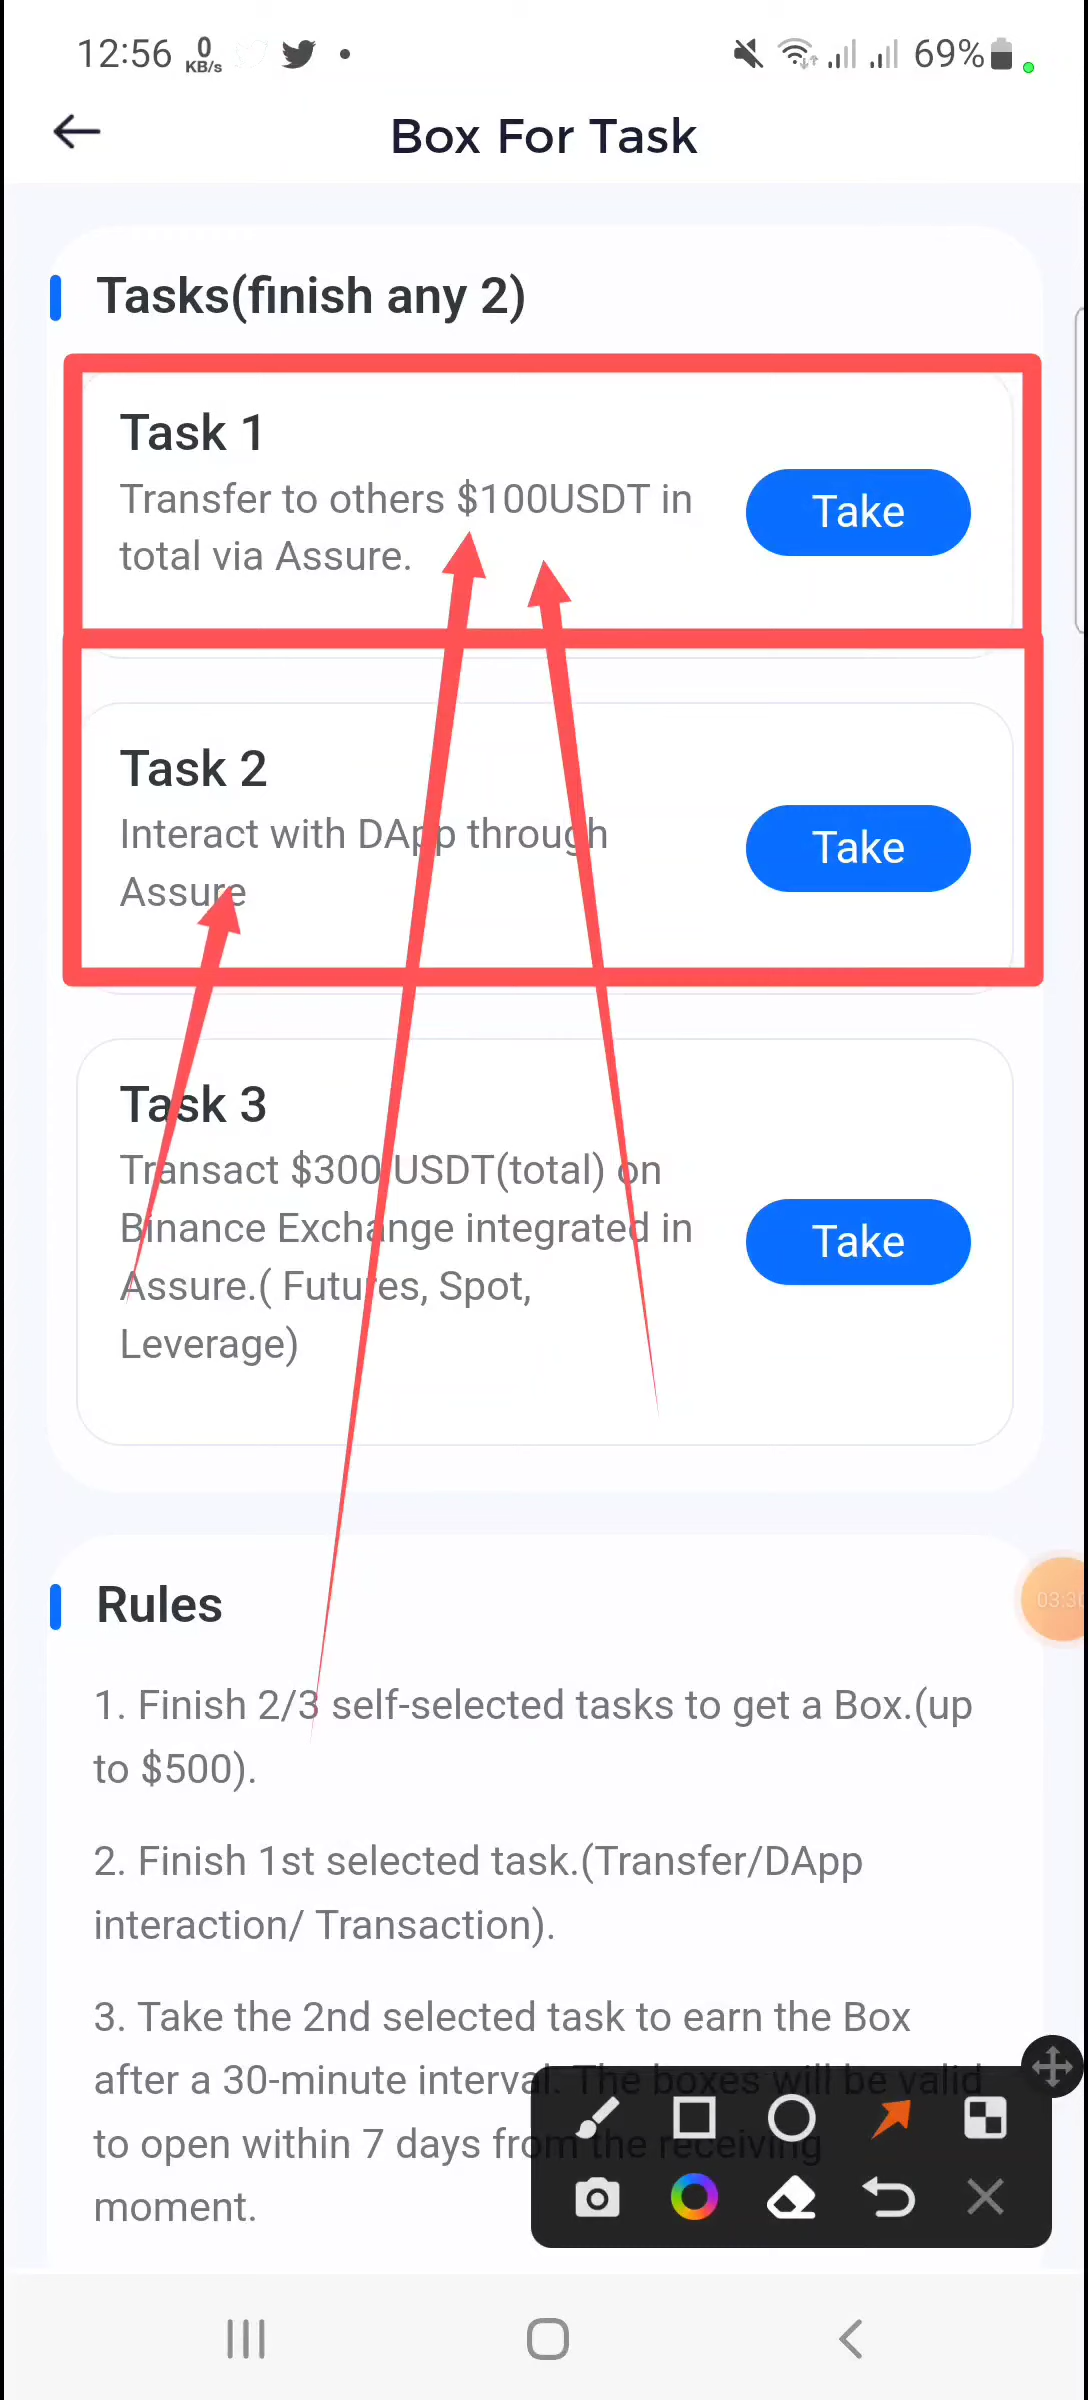 12:56 0 KB/s 69%
Box For Task
Tasks(finish any 2)
Task 1
Transfer to others $100USDT in
total via Assure.
Take
Task 2
Interact with DApp through
Assure
Take
Task 3
Transact $300 USDT(total) on
Binance Exchange integrated in
Assure.( Futures, Spot,
Leverage)
Take
Rules
1. Finish 2/3 self-selected tasks to get a Box.(up
to $500).
2. Finish 1st selected task.(Transfer/DApp
interaction/ Transaction).
3. Take the 2nd selected task to earn the Box
after a 30-minute interval. The boxes will be valid
to open within 7 days from the receiving
moment.